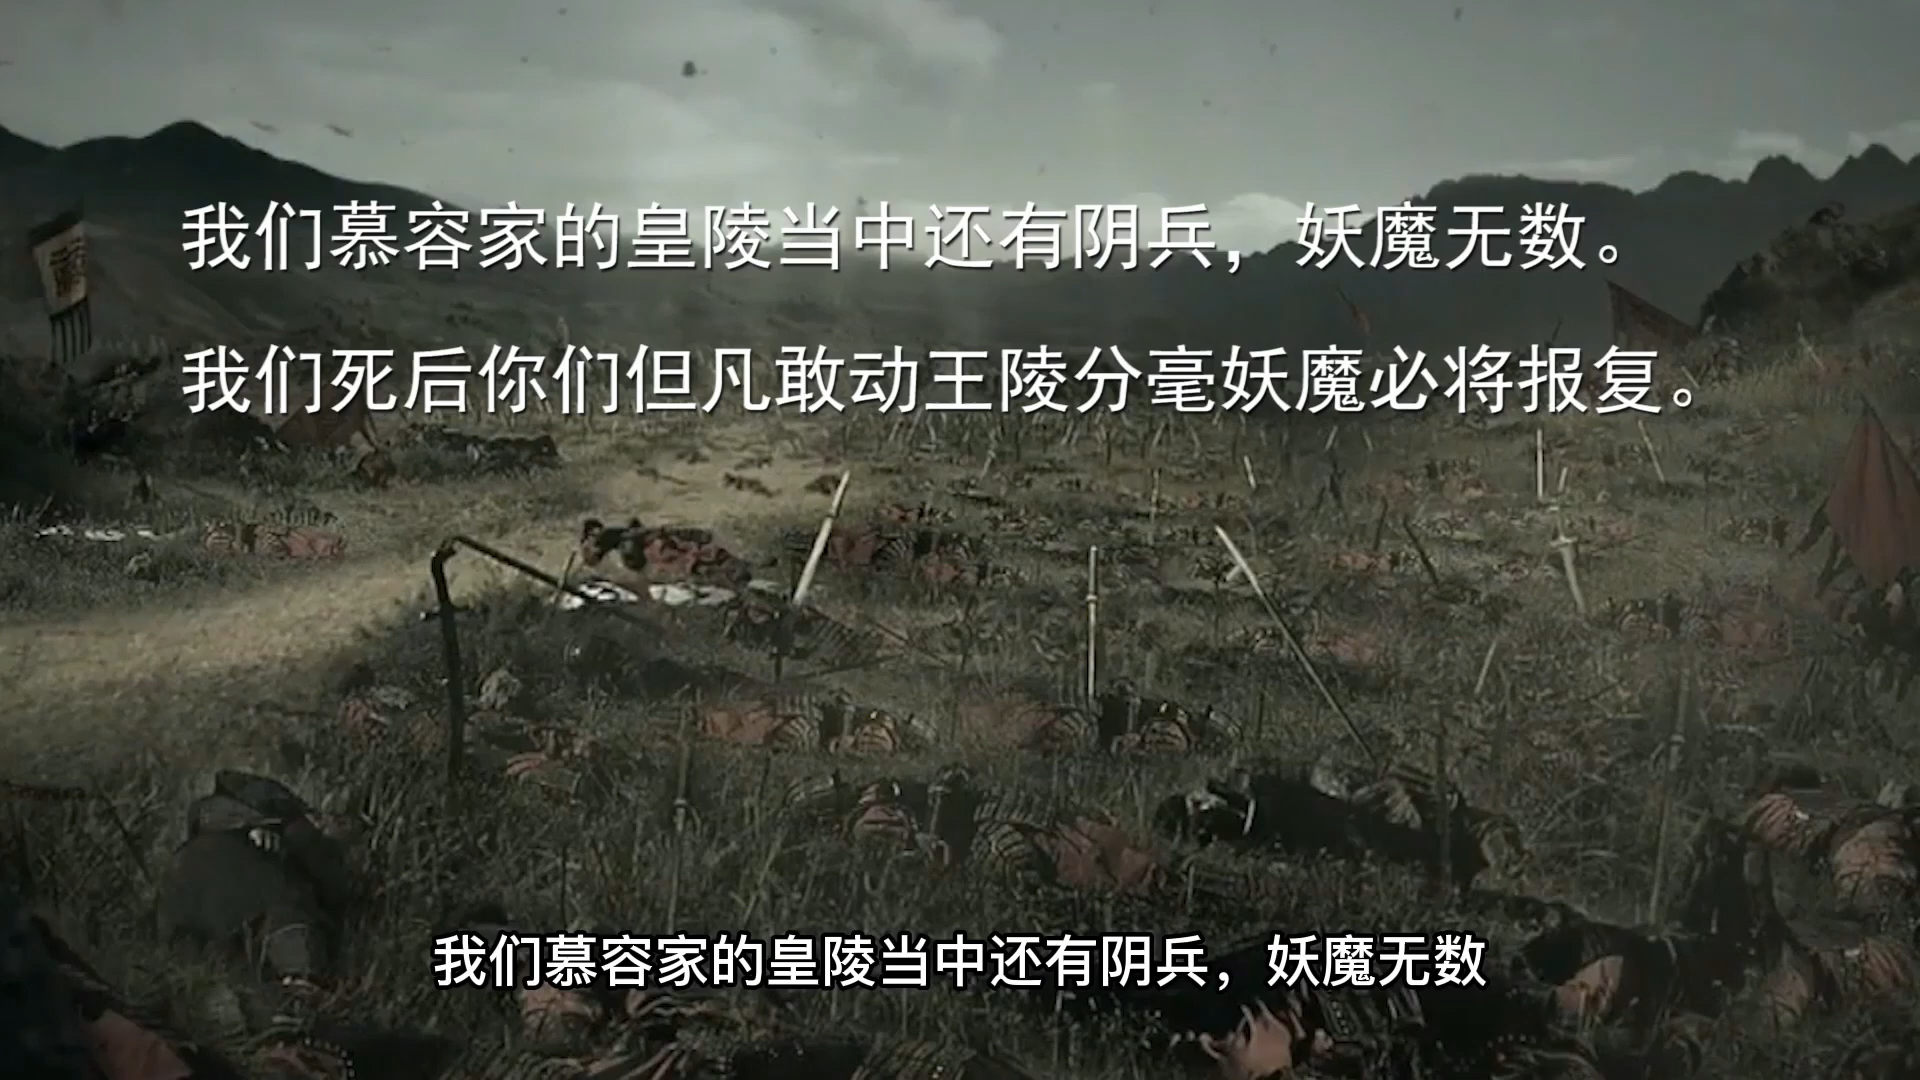 我们慕容家的皇陵当中还有阴兵，妖魔无数。
我们死后你们但凡敢动王陵分毫妖魔必将报复。
我们慕容家的皇陵当中还有阴兵，妖魔无数